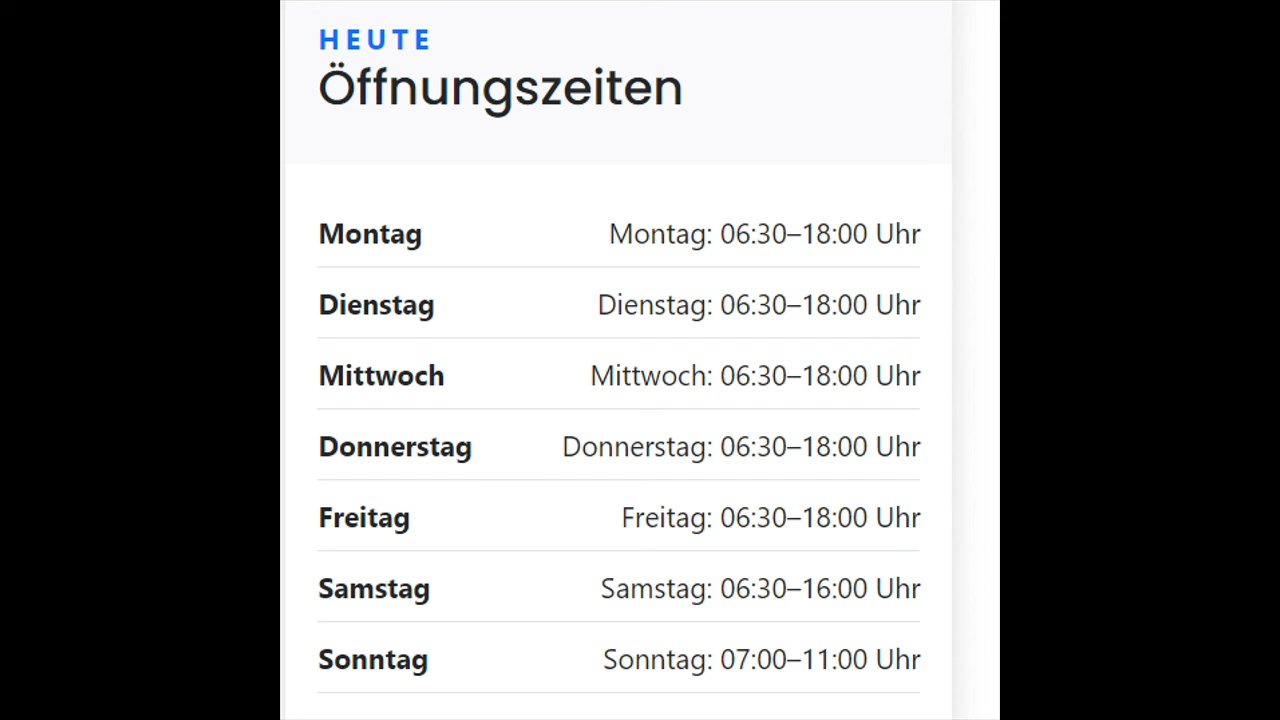 HEUTE
Öffnungszeiten
Montag Montag: 06:30–18:00 Uhr
Dienstag Dienstag: 06:30–18:00 Uhr
Mittwoch Mittwoch: 06:30–18:00 Uhr
Donnerstag Donnerstag: 06:30–18:00 Uhr
Freitag Freitag: 06:30–18:00 Uhr
Samstag Samstag: 06:30–16:00 Uhr
Sonntag Sonntag: 07:00–11:00 Uhr